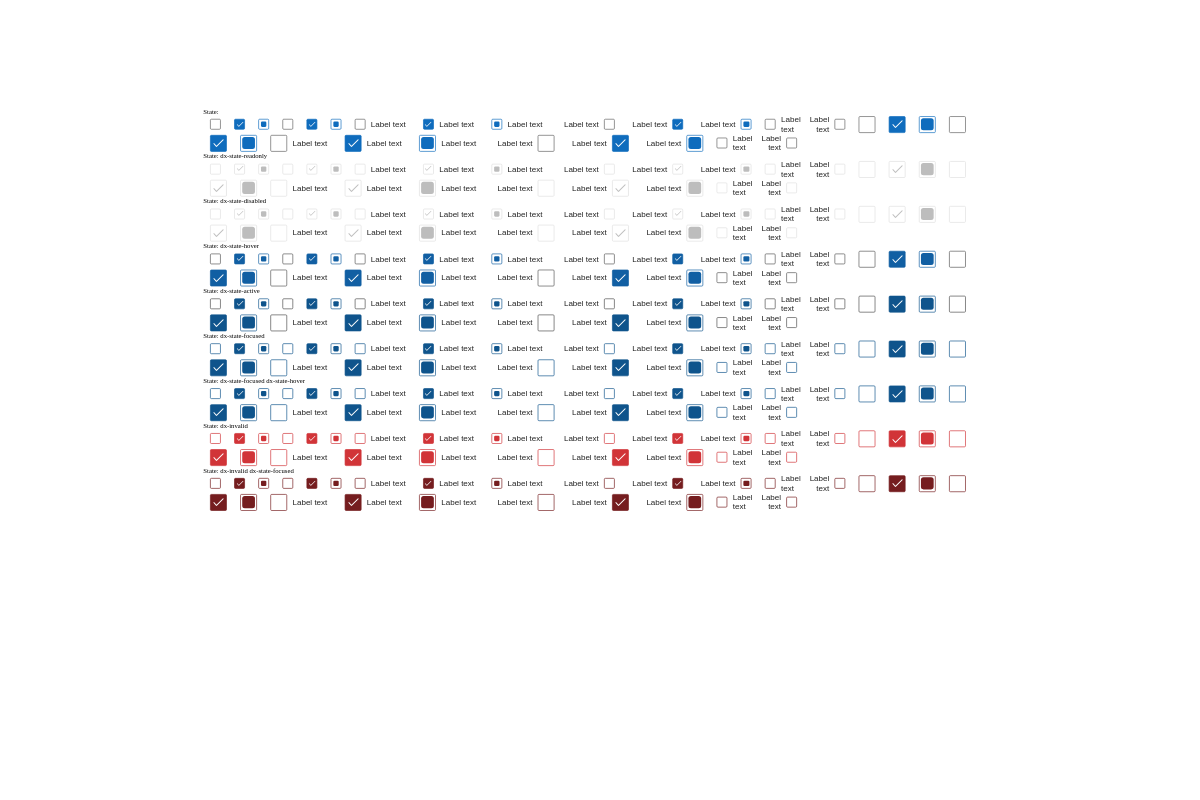 State:
Label text Label text Label text Label text Label text Label text Label Label
text text
Label text Label text Label text Label text Label text Label text Label Label
text text
State: dx-state-readonly
Label text Label text Label text Label text Label text Label text Label Label
text text
Label text Label text Label text Label text Label text Label text Label Label
text text
State: dx-state-disabled
Label text Label text Label text Label text Label text Label text Label Label
text text
Label text Label text Label text Label text Label text Label text Label Label
text text
State: dx-state-hover
Label text Label text Label text Label text Label text Label text Label Label
text text
Label text Label text Label text Label text Label text Label text Label Label
text text
State: dx-state-active
Label text Label text Label text Label text Label text Label text Label Label
text text
Label text Label text Label text Label text Label text Label text Label Label
text text
State: dx-state-focused
Label text Label text Label text Label text Label text Label text Label Label
text text
Label text Label text Label text Label text Label text Label text Label Label
text text
State: dx-state-focused dx-state-hover
Label text Label text Label text Label text Label text Label text Label Label
text text
Label text Label text Label text Label text Label text Label text Label Label
text text
State: dx-invalid
Label text Label text Label text Label text Label text Label text Label Label
text text
Label text Label text Label text Label text Label text Label text Label Label
text text
State: dx-invalid dx-state-focused
Label text Label text Label text Label text Label text Label text Label Label
text text
Label text Label text Label text Label text Label text Label text Label Label
text text